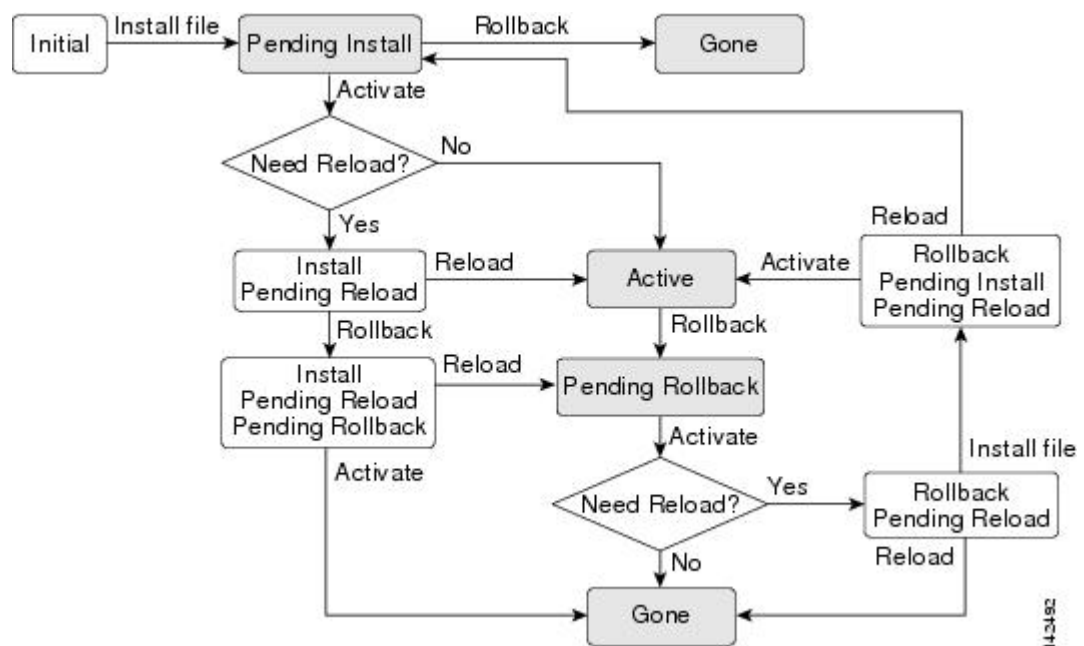 Initial
Install file
Pending Install
Rollback
Gone
Activate
Need Reload?
No
Yes
Reload
Install
Pending Reload
Reload
Active
Activate
Rollback
Pending Install
Pending Reload
Rollback
Rollback
Install
Pending Reload
Pending Rollback
Reload
Pending Rollback
Activate
Activate
Install file
Need Reload?
Yes
Rollback
Pending Reload
No
Reload
Gone
142492